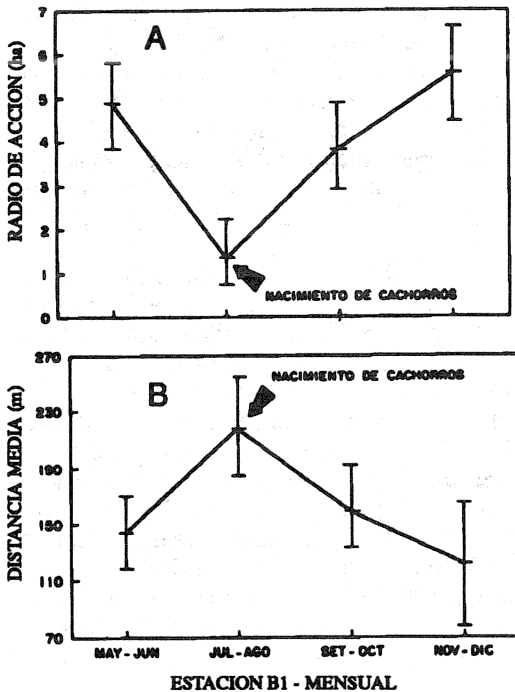 A
RADIO DE ACCION (ha)
7
6
5
4
3
2
1
0
NACIMIENTO DE CACHORROS
B
DISTANCIA MEDIA (m)
270
230
190
150
110
70
NACIMIENTO DE CACHORROS
MAY-JUN JUL-AGO SET-OCT NOV-DIC
ESTACION B1 - MENSUAL